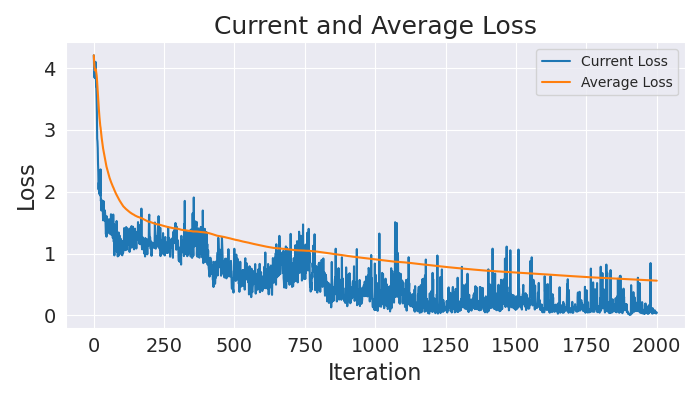 Current and Average Loss
Current Loss
Average Loss
Loss
4
3
2
1
0
0 250 500 750 1000 1250 1500 1750 2000
Iteration